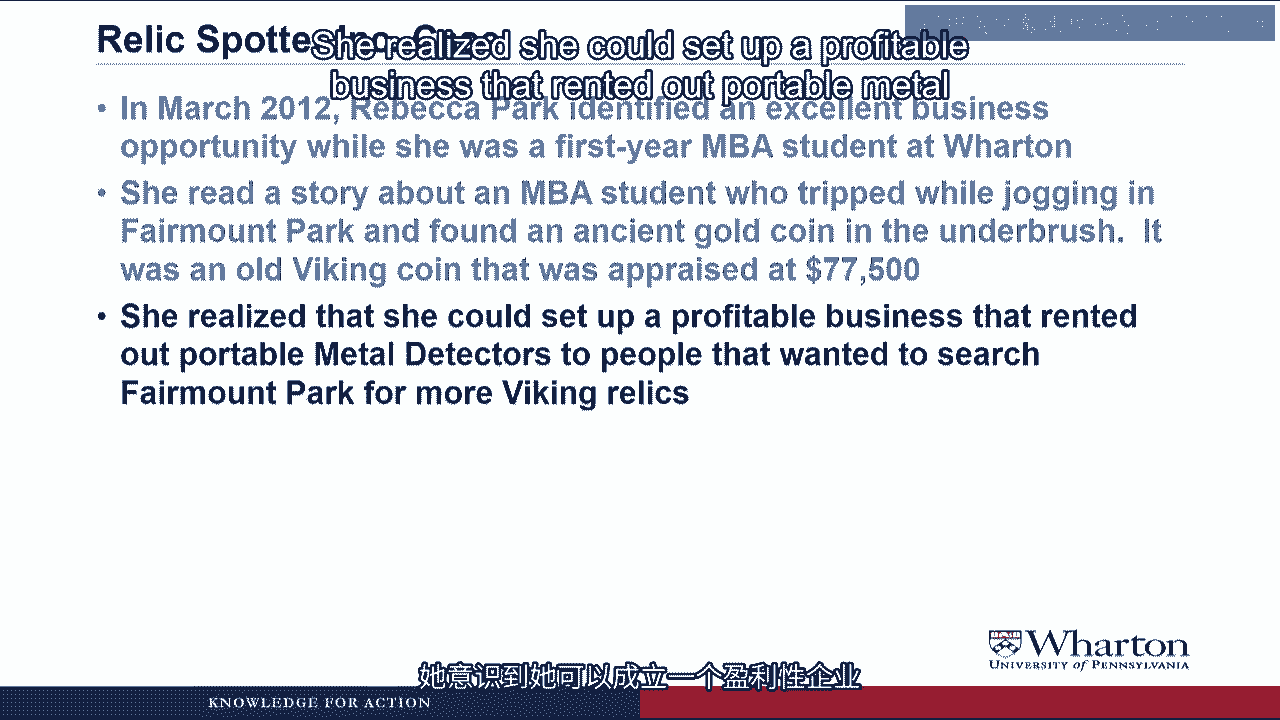 Relic Spotte
She realized she could set up a profitable
business that rented out portable metal
• In March 2012, Rebecca Park identified an excellent business
opportunity while she was a first-year MBA student at Wharton
• She read a story about an MBA student who tripped while jogging in
Fairmount Park and found an ancient gold coin in the underbrush. It
was an old Viking coin that was appraised at $77,500
• She realized that she could set up a profitable business that rented
out portable Metal Detectors to people that wanted to search
Fairmount Park for more Viking relics
Wharton
UNIVERSITY of PENNSYLVANIA
她意识到她可以成立一个盈利性企业
KNOWLEDGE FOR ACTION